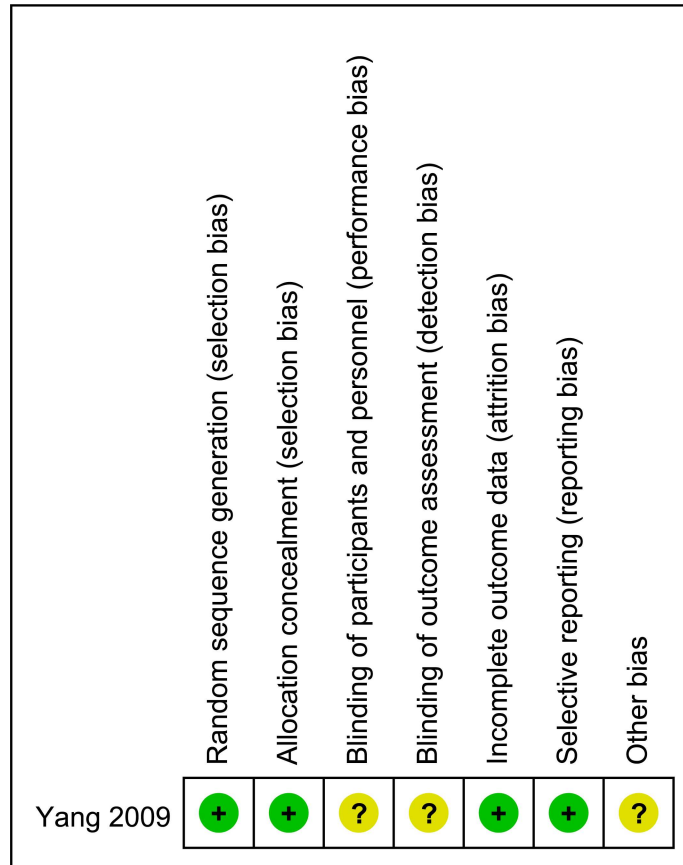 Random sequence generation (selection bias)
Allocation concealment (selection bias)
Blinding of participants and personnel (performance bias)
Blinding of outcome assessment (detection bias)
Incomplete outcome data (attrition bias)
Selective reporting (reporting bias)
Other bias
Yang 2009 + + ? ? + + ?